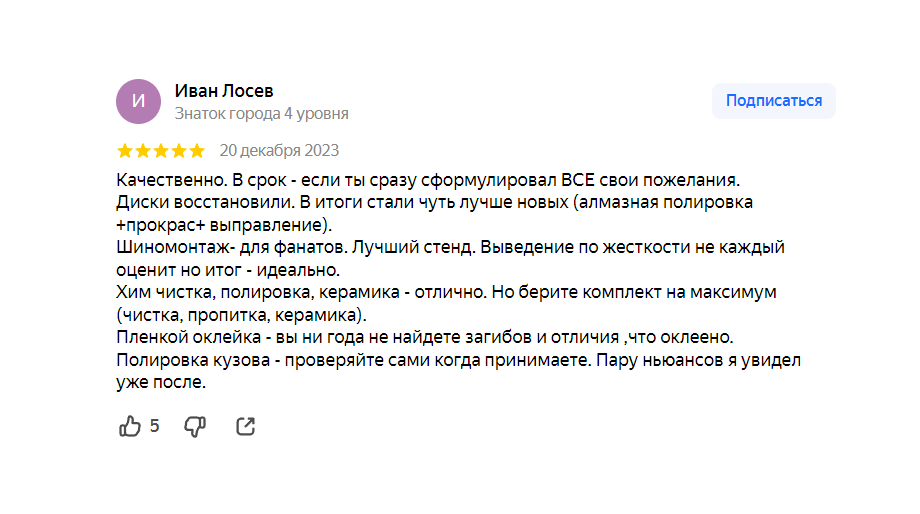 И
Иван Лосев
Знаток города 4 уровня
Подписаться
20 декабря 2023
Качественно. В срок - если ты сразу сформулировал ВСЕ свои пожелания.
Диски восстановили. В итоги стали чуть лучше новых (алмазная полировка
+прокрас+ выправление).
Шиномонтаж- для фанатов. Лучший стенд. Выведение по жесткости не каждый
оценит но итог - идеально.
Хим чистка, полировка, керамика - отлично. Но берите комплект на максимум
(чистка, пропитка, керамика).
Пленкой оклейка - вы ни года не найдете загибов и отличия ,что оклеено.
Полировка кузова - проверяйте сами когда принимаете. Пару ньюансов я увидел
уже после.
5